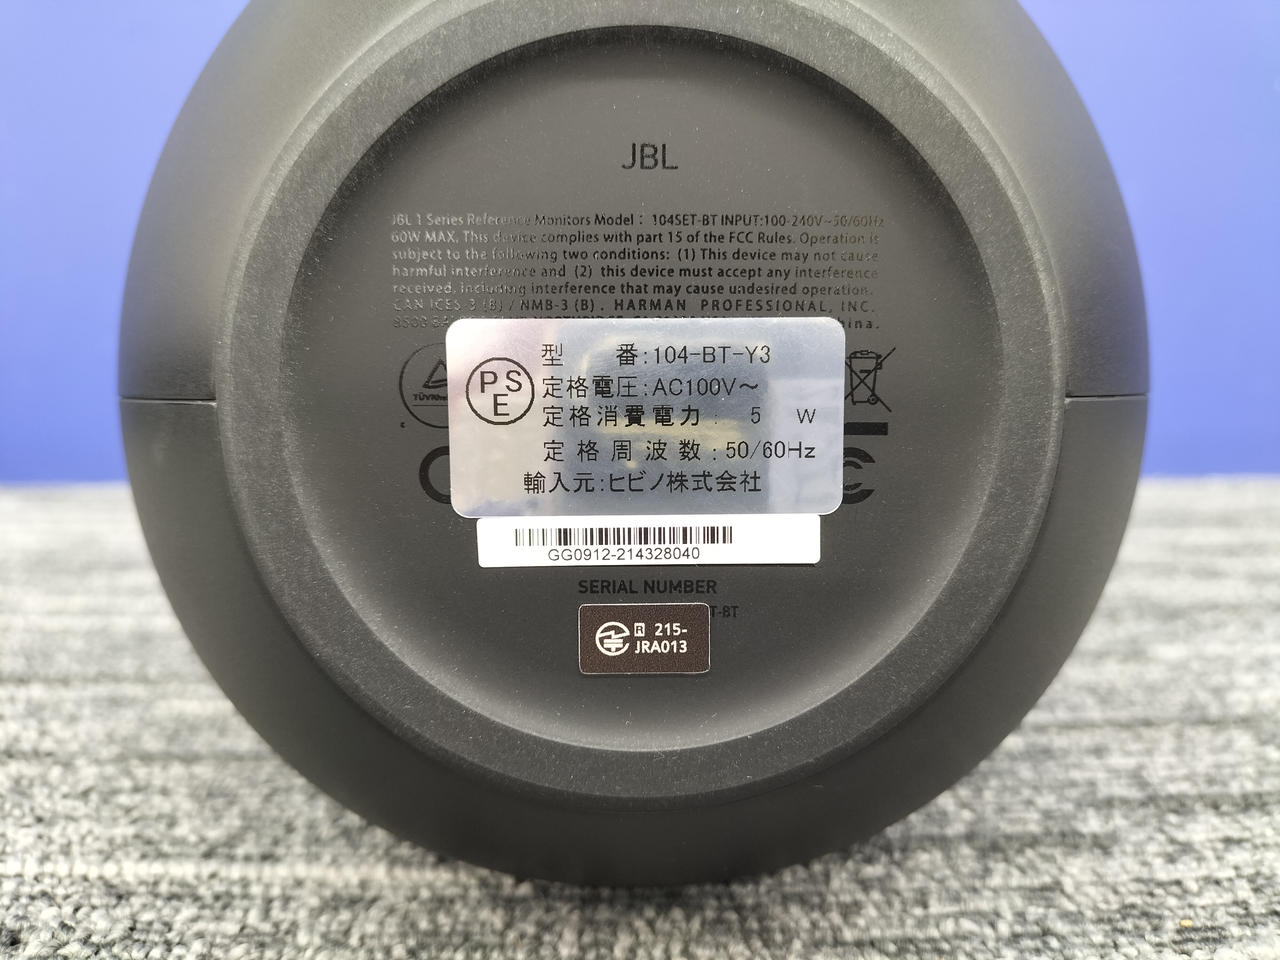 JBL
JBL 1 Series Reference Monitors Model : 104SET-BT INPUT:100-240V~50/60Hz
60W MAX. This device complies with part 15 of the FCC Rules. Operation is
subject to the following two conditions: (1) This device may not cause
harmful interference and (2) this device must accept any interference
received, including interference that may cause undesired operation.
CAN ICES-3 (B) / NMB-3 (B) . HARMAN PROFESSIONAL, INC.
PSE
型 番:104-BT-Y3
定格電圧:AC100V～
定格消費電力: 5 W
定格周波数:50/60Hz
輸入元:ヒビノ株式会社
GG0912-214328040
SERIAL NUMBER
T-BT
R 215-
JRA013